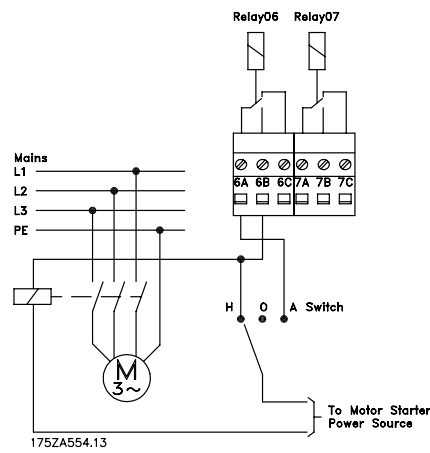 Relay06 Relay07
6A 6B 6C 7A 7B 7C
Mains
L1
L2
L3
PE
H O A Switch
M
3~
To Motor Starter
Power Source
175ZA554.13